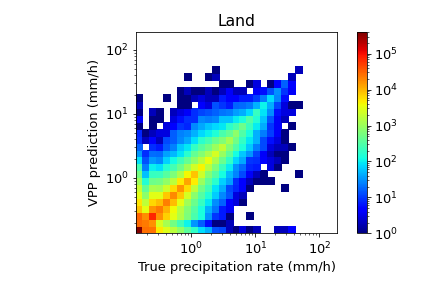 Land
VPP prediction (mm/h)
10²
10¹
10⁰
10⁰ 10¹ 10²
True precipitation rate (mm/h)
10⁵
10⁴
10³
10²
10¹
10⁰